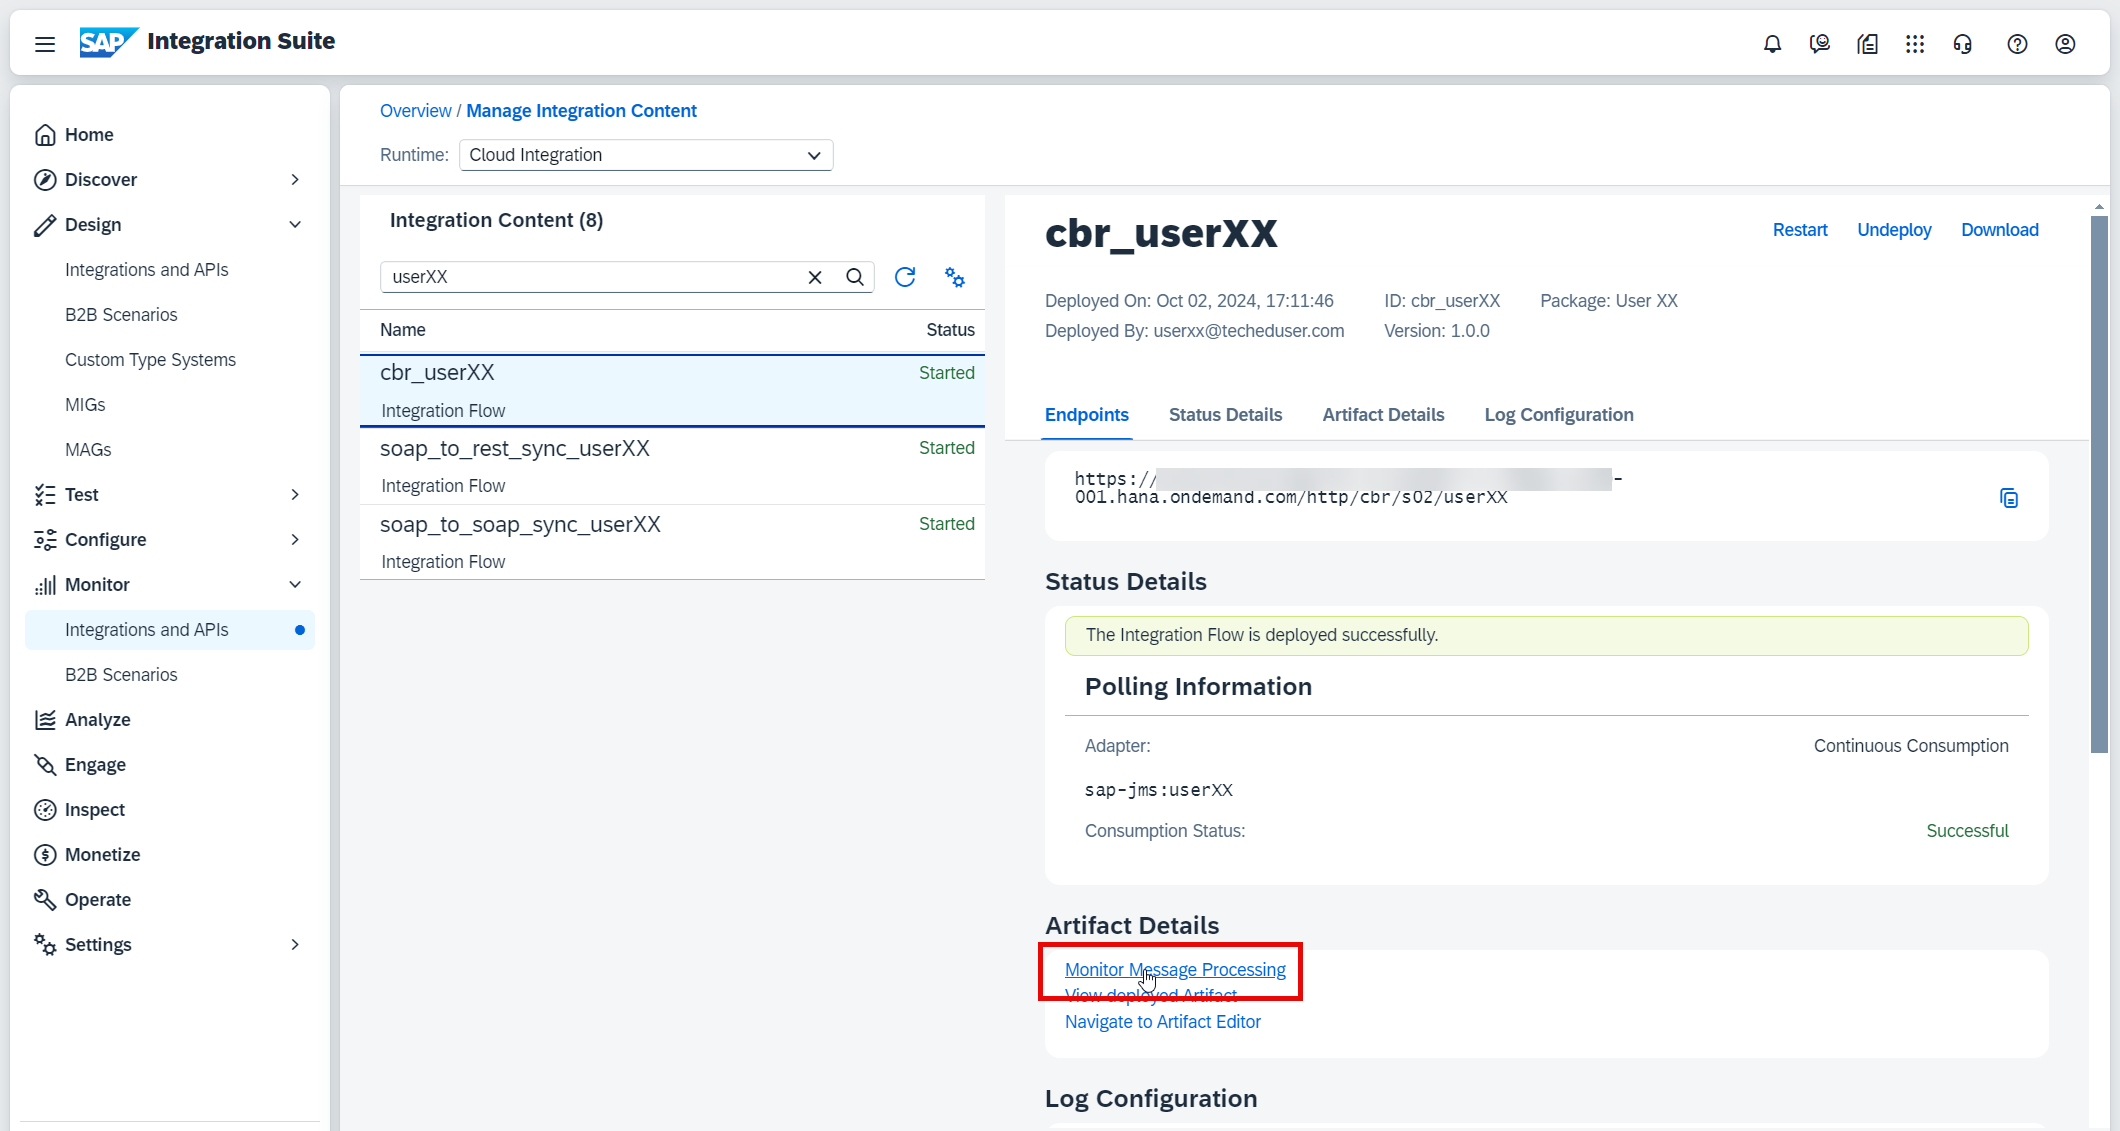 SAP Integration Suite
Home
Discover
Design
Integrations and APIs
B2B Scenarios
Custom Type Systems
MIGs
MAGs
Test
Configure
Monitor
Integrations and APIs
B2B Scenarios
Analyze
Engage
Inspect
Monetize
Operate
Settings
Overview / Manage Integration Content
Runtime: Cloud Integration
Integration Content (8)
userXX
Name Status
cbr_userXX Started
Integration Flow
soap_to_rest_sync_userXX Started
Integration Flow
soap_to_soap_sync_userXX Started
Integration Flow
cbr_userXX
Restart Undeploy Download
Deployed On: Oct 02, 2024, 17:11:46 ID: cbr_userXX Package: User XX
Deployed By: userxx@techeduser.com Version: 1.0.0
Endpoints Status Details Artifact Details Log Configuration
https:// -
001.hana.ondemand.com/http/cbr/s02/userXX
Status Details
The Integration Flow is deployed successfully.
Polling Information
Adapter: Continuous Consumption
sap-jms:userXX
Consumption Status: Successful
Artifact Details
Monitor Message Processing
View deployed Artifact
Navigate to Artifact Editor
Log Configuration